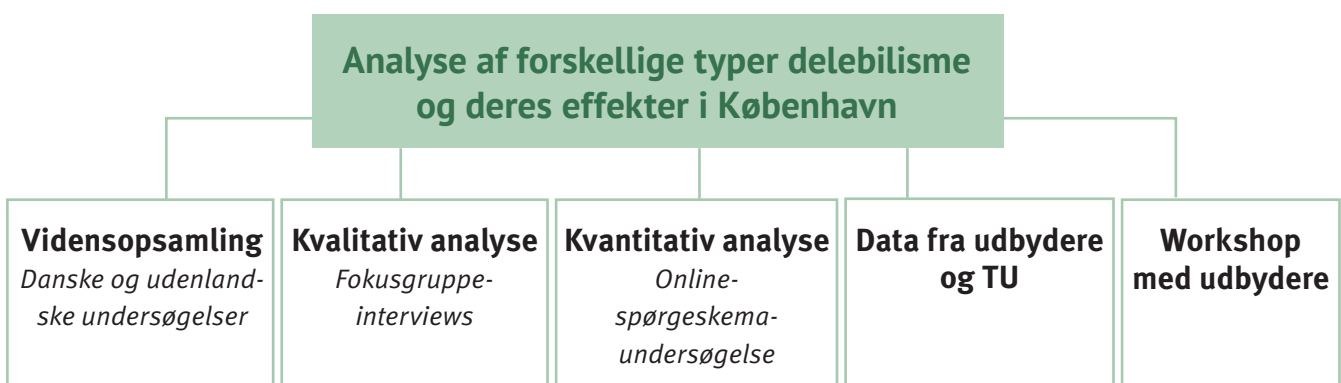 Analyse af forskellige typer delebilisme
og deres effekter i København
Vidensopsamling
Danske og udenland-
ske undersøgelser
Kvalitativ analyse
Fokusgruppe-
interviews
Kvantitativ analyse
Online-
spørgeskema-
undersøgelse
Data fra udbydere
og TU
Workshop
med udbydere